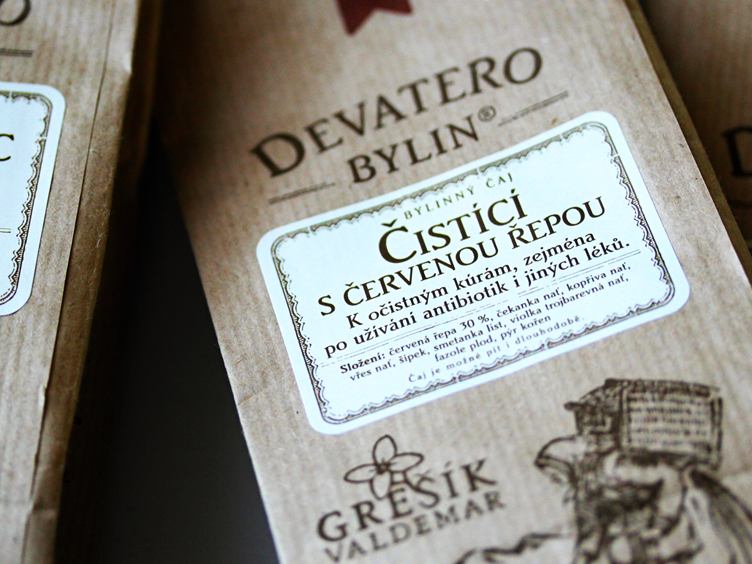 DEVATERO
BYLIN®
BYLINNÝ ČAJ
ČISTÍCÍ
S ČERVENOU ŘEPOU
K očistným kúrám, zejména
po užívání antibiotik i jiných léků.
Složení: červená řepa 30 %, čekanka nať, kopřiva nať,
vřes nať, šípek, smetanka list, violka trojbarevná nať,
fazole plod, pýr kořen
Čaj je možné pít i dlouhodobě.
GREŠÍK
VALDEMAR
O
C
D